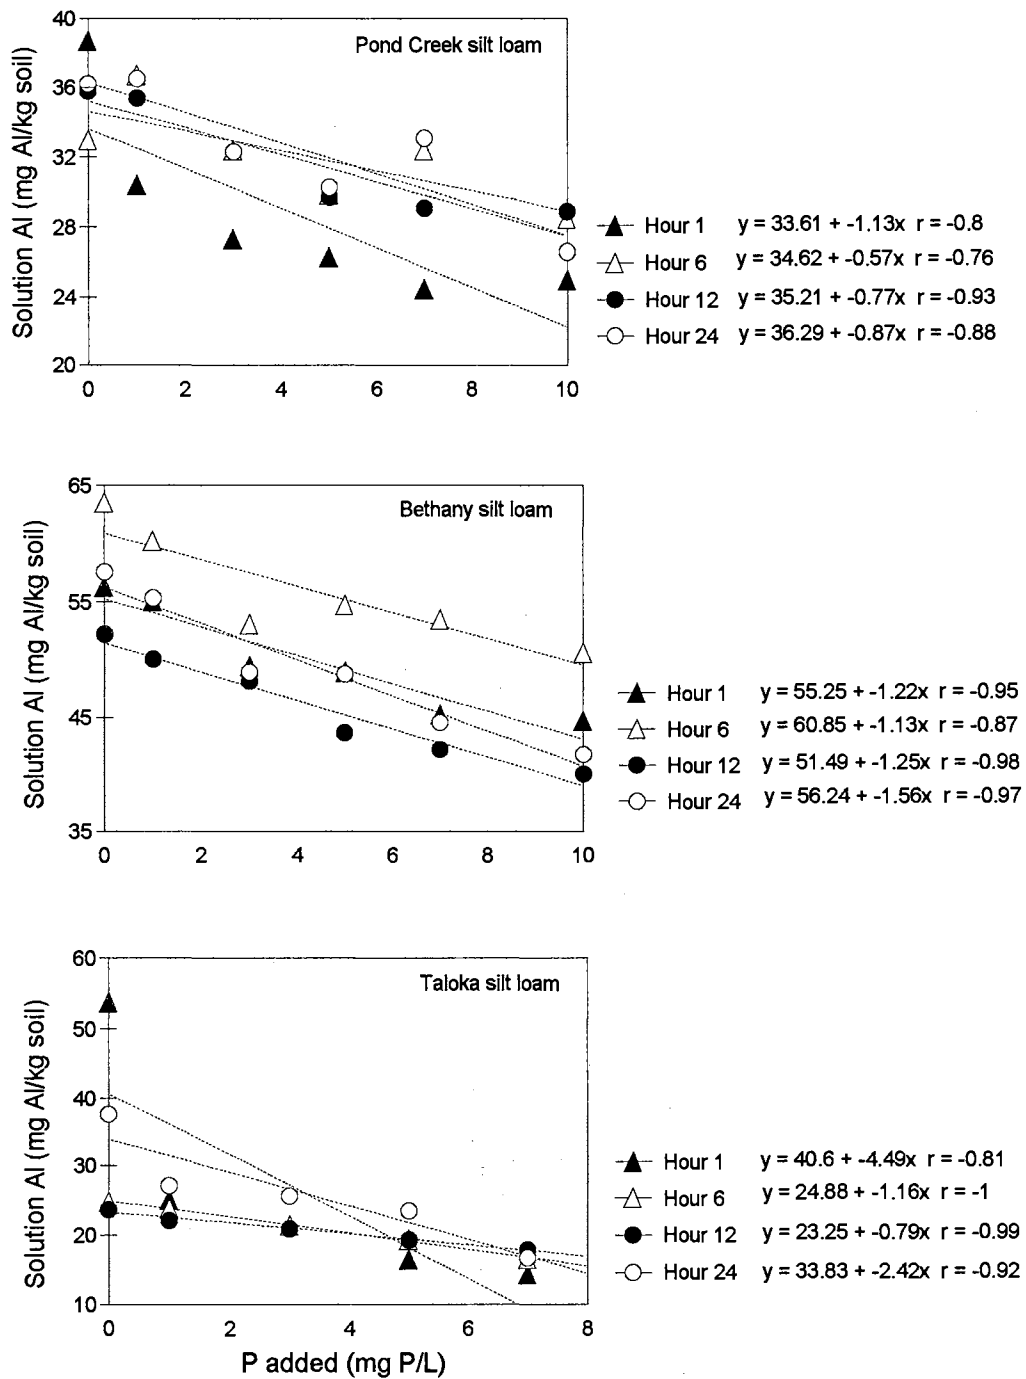 Pond Creek silt loam
Solution Al (mg Al/kg soil)
40
36
32
28
24
20
0 2 4 6 8 10
Hour 1 y = 33.61 + -1.13x r = -0.8
Hour 6 y = 34.62 + -0.57x r = -0.76
Hour 12 y = 35.21 + -0.77x r = -0.93
Hour 24 y = 36.29 + -0.87x r = -0.88
Bethany silt loam
Solution Al (mg Al/kg soil)
65
55
45
35
0 2 4 6 8 10
Hour 1 y = 55.25 + -1.22x r = -0.95
Hour 6 y = 60.85 + -1.13x r = -0.87
Hour 12 y = 51.49 + -1.25x r = -0.98
Hour 24 y = 56.24 + -1.56x r = -0.97
Taloka silt loam
Solution Al (mg Al/kg soil)
60
50
40
30
20
10
0 2 4 6 8
P added (mg P/L)
Hour 1 y = 40.6 + -4.49x r = -0.81
Hour 6 y = 24.88 + -1.16x r = -1
Hour 12 y = 23.25 + -0.79x r = -0.99
Hour 24 y = 33.83 + -2.42x r = -0.92